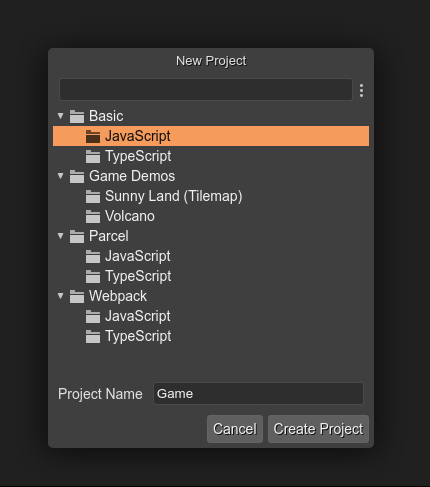 New Project
Basic
JavaScript
TypeScript
Game Demos
Sunny Land (Tilemap)
Volcano
Parcel
JavaScript
TypeScript
Webpack
JavaScript
TypeScript
Project Name Game
Cancel Create Project